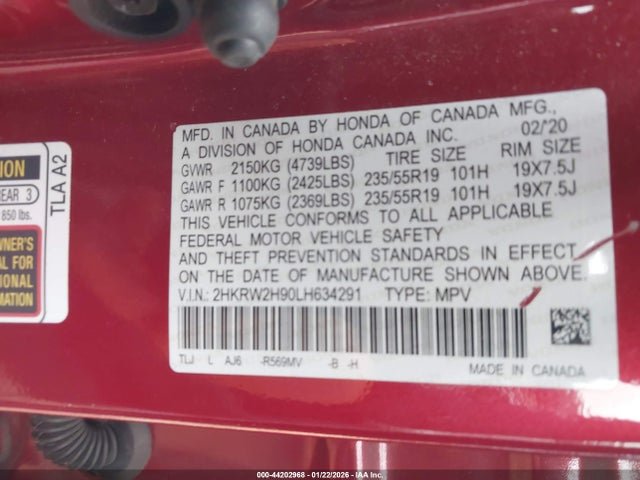 MFD. IN CANADA BY HONDA OF CANADA MFG.,
A DIVISION OF HONDA CANADA INC. 02/20
GVWR 2150KG (4739LBS) TIRE SIZE RIM SIZE
GAWR F 1100KG (2425LBS) 235/55R19 101H 19X7.5J
GAWR R 1075KG (2369LBS) 235/55R19 101H 19X7.5J
THIS VEHICLE CONFORMS TO ALL APPLICABLE
FEDERAL MOTOR VEHICLE SAFETY
AND THEFT PREVENTION STANDARDS IN EFFECT
ON THE DATE OF MANUFACTURE SHOWN ABOVE.
V.I.N.: 2HKRW2H90LH634291 TYPE: MPV
TLJ L AJ6 -R569MV -B -H
MADE IN CANADA
TLA A2
ION
REAR 3
850 lbs.
WNER'S
AL FOR
TIONAL
RMATION
000-44202968 - 01/22/2026 - IAA Inc.